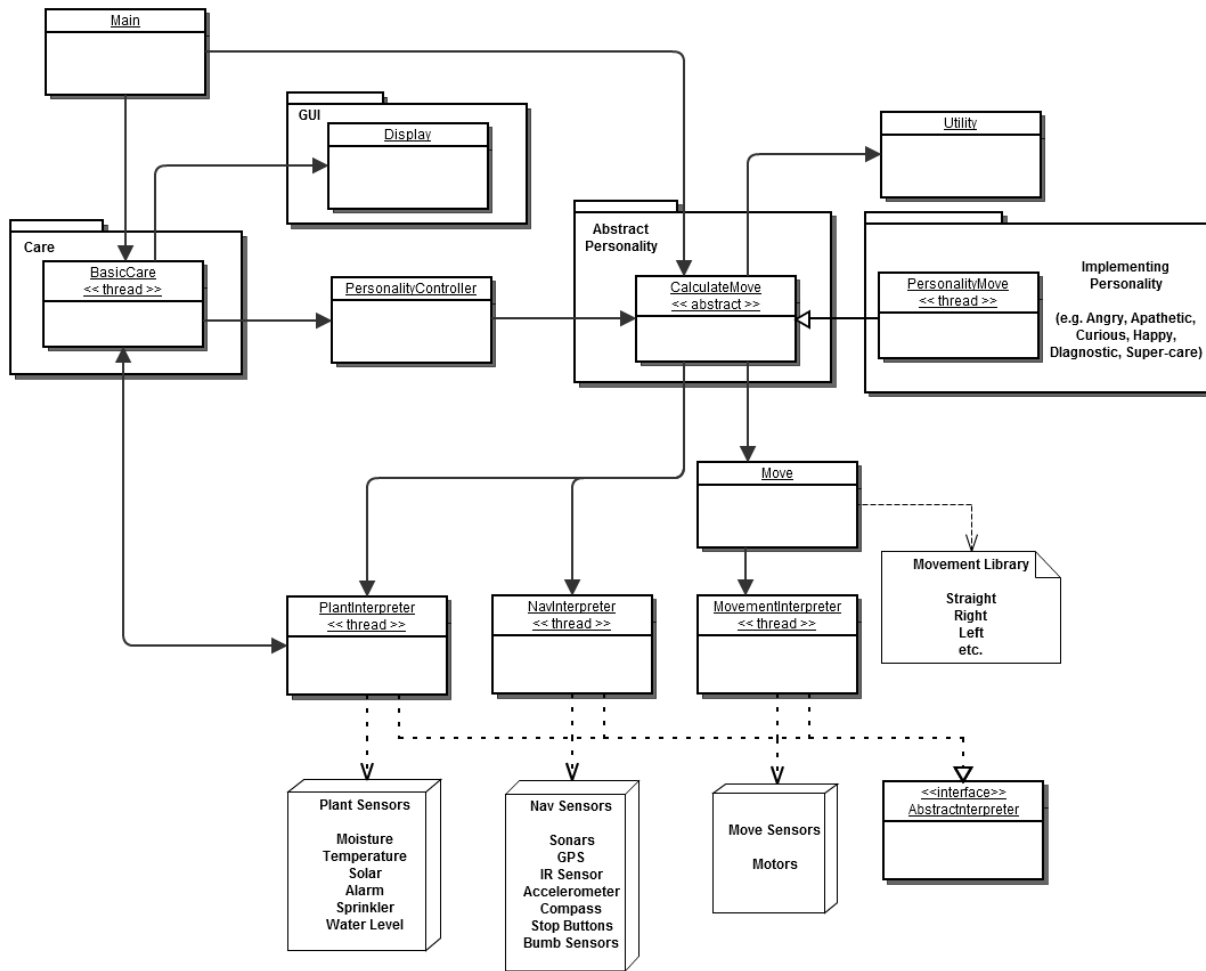 Main
GUI
Display
Utility
Care
BasicCare
<< thread >>
PersonalityController
Abstract
Personality
CalculateMove
<< abstract >>
PersonalityMove
<< thread >>
Implementing
Personality
(e.g. Angry, Apathetic,
Curious, Happy,
DIagnostic, Super-care)
Move
Movement Library
Straight
Right
Left
etc.
PlantInterpreter
<< thread >>
NavInterpreter
<< thread >>
MovementInterpreter
<< thread >>
Plant Sensors
Moisture
Temperature
Solar
Alarm
Sprinkler
Water Level
Nav Sensors
Sonars
GPS
IR Sensor
Accelerometer
Compass
Stop Buttons
Bumb Sensors
Move Sensors
Motors
<<interface>>
AbstractnIerpreter